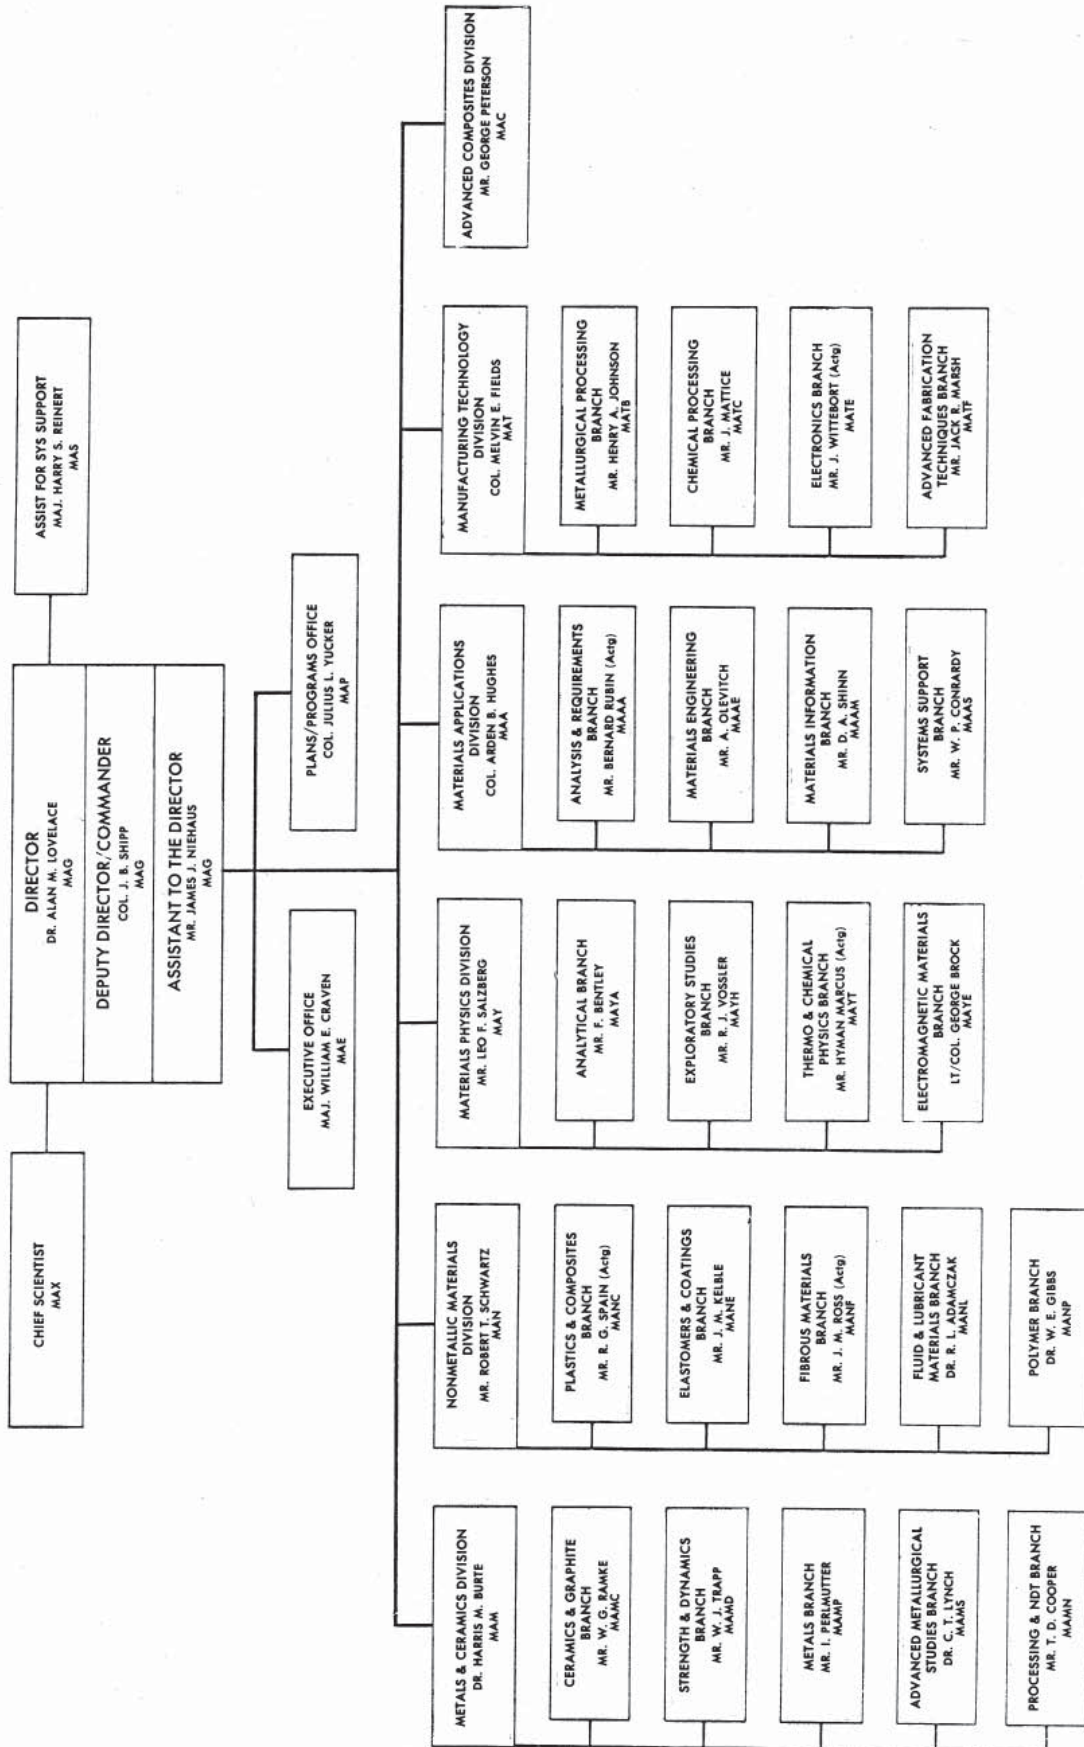 CHIEF SCIENTIST
MAX
DIRECTOR
DR. ALAN M. LOVELACE
MAG
DEPUTY DIRECTOR/COMMANDER
COL. J. B. SHIPP
MAG
ASSISTANT TO THE DIRECTOR
MR. JAMES J. NIEHAUS
MAG
ASSIST FOR SYS SUPPORT
MAJ. HARRY S. REINERT
MAS
EXECUTIVE OFFICE
MAJ. WILLIAM E. CRAVEN
MAE
PLANS/PROGRAMS OFFICE
COL. JULIUS L. YUCKER
MAP
METALS & CERAMICS DIVISION
DR. HARRIS M. BURTE
MAM
CERAMICS & GRAPHITE
BRANCH
MR. W. G. RAMKE
MAMC
STRENGTH & DYNAMICS
BRANCH
MR. W. J. TRAPP
MAMD
METALS BRANCH
MR. I. PERLMUTTER
MAMP
ADVANCED METALLURGICAL
STUDIES BRANCH
DR. C. T. LYNCH
MAMS
PROCESSING & NDT BRANCH
MR. T. D. COOPER
MAMN
NONMETALLIC MATERIALS
DIVISION
MR. ROBERT T. SCHWARTZ
MAN
PLASTICS & COMPOSITES
BRANCH
MR. R. G. SPAIN (Actg)
MANC
ELASTOMERS & COATINGS
BRANCH
MR. J. M. KELBLE
MANE
FIBROUS MATERIALS
BRANCH
MR. J. M. ROSS (Actg)
MANF
FLUID & LUBRICANT
MATERIALS BRANCH
DR. R. L. ADAMCZAK
MANL
POLYMER BRANCH
DR. W. E. GIBBS
MANP
MATERIALS PHYSICS DIVISION
MR. LEO F. SALZBERG
MAY
ANALYTICAL BRANCH
MR. F. BENTLEY
MAYA
EXPLORATORY STUDIES
BRANCH
MR. R. J. VOSSLER
MAYH
THERMO & CHEMICAL
PHYSICS BRANCH
MR. HYMAN MARCUS (Actg)
MAYT
ELECTROMAGNETIC MATERIALS
BRANCH
LT/COL. GEORGE BROCK
MAYE
MATERIALS APPLICATIONS
DIVISION
COL. ARDEN B. HUGHES
MAA
ANALYSIS & REQUIREMENTS
BRANCH
MR. BERNARD RUBIN (Actg)
MAAA
MATERIALS ENGINEERING
BRANCH
MR. A. OLEVITCH
MAAE
MATERIALS INFORMATION
BRANCH
MR. D. A. SHINN
MAAM
SYSTEMS SUPPORT
BRANCH
MR. W. P. CONRARDY
MAAS
MANUFACTURING TECHNOLOGY
DIVISION
COL. MELVIN E. FIELDS
MAT
METALLURGICAL PROCESSING
BRANCH
MR. HENRY A. JOHNSON
MATB
CHEMICAL PROCESSING
BRANCH
MR. J. MATTICE
MATC
ELECTRONICS BRANCH
MR. J. WITTEBORT (Actg)
MATE
ADVANCED FABRICATION
TECHNIQUES BRANCH
MR. JACK R. MARSH
MATF
ADVANCED COMPOSITES DIVISION
MR. GEORGE PETERSON
MAC